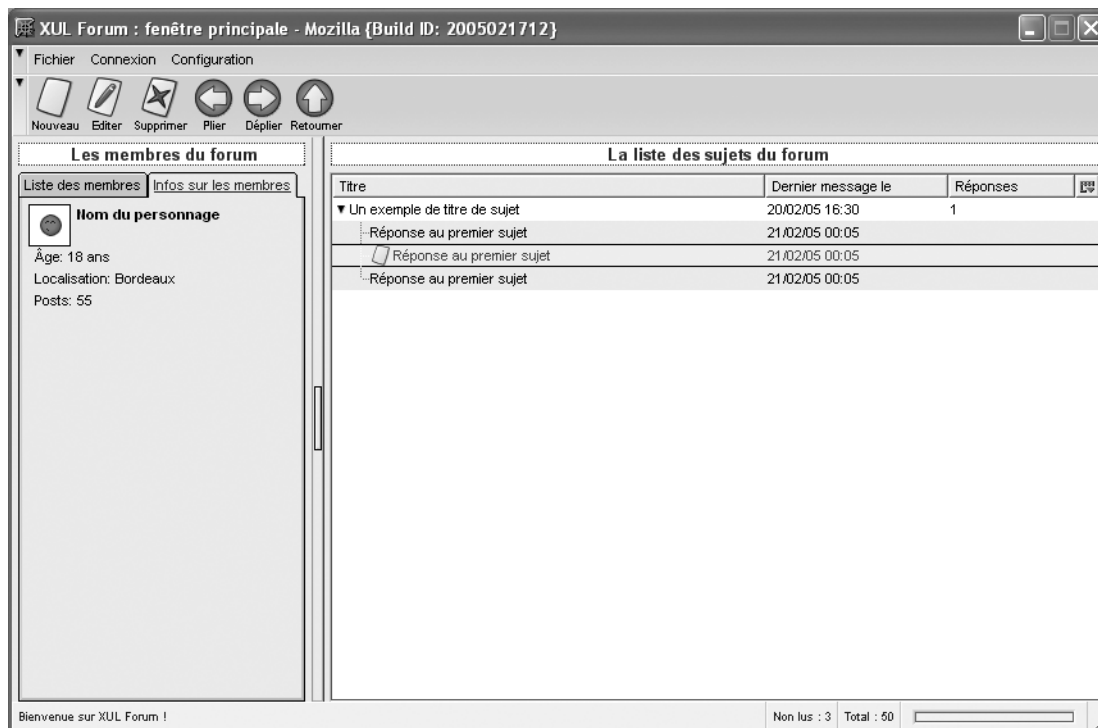 XUL Forum : fenêtre principale - Mozilla {Build ID: 2005021712}
Fichier Connexion Configuration
Nouveau Editer Supprimer Plier Déplier Retourner
Les membres du forum
La liste des sujets du forum
Liste des membres Infos sur les membres
Titre Dernier message le Réponses
Nom du personnage
Un exemple de titre de sujet 20/02/05 16:30 1
Réponse au premier sujet 21/02/05 00:05
Âge: 18 ans
Réponse au premier sujet 21/02/05 00:05
Localisation: Bordeaux
Réponse au premier sujet 21/02/05 00:05
Posts: 55
Bienvenue sur XUL Forum !
Non lus : 3 Total : 50